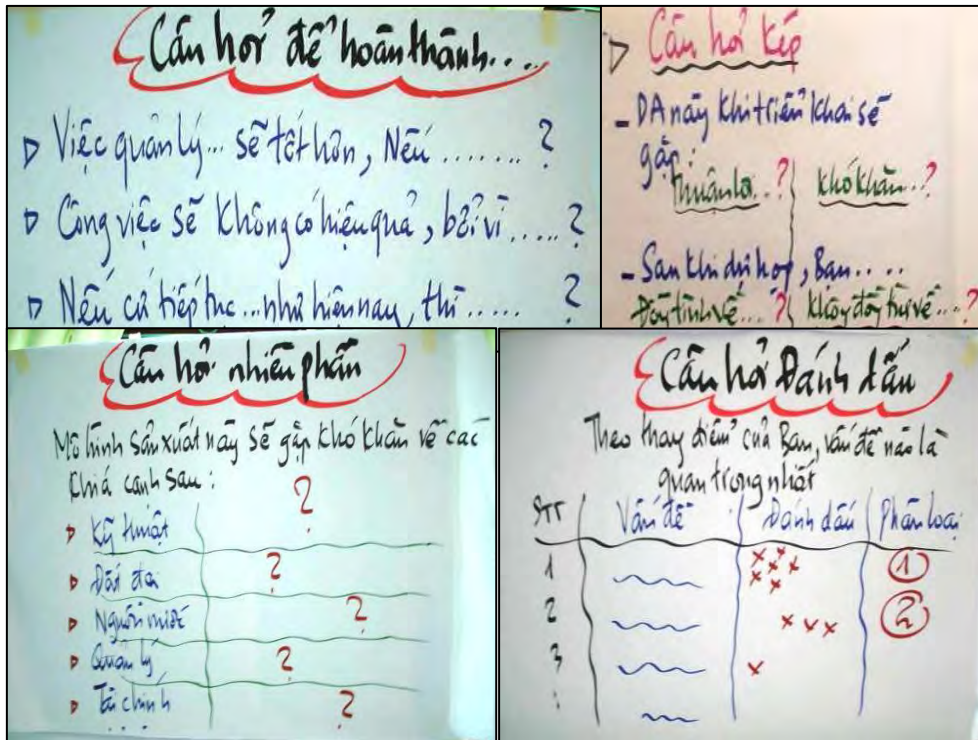 Câu hỏi để hoàn thành....
Việc quản lý... sẽ tốt hơn, Nếu ....... ?
Công việc sẽ không có hiệu quả, bởi vì ..... ?
Nếu cứ tiếp tục ... như hiện nay, thì ..... ?
Câu hỏi kép
- DA này khi triển khai sẽ
gặp:
Thuận lợi..? khó khăn..?
- Sau khi dự họp, Bạn....
Đồng tình về...? không đồng tình về...?
Câu hỏi nhiều phần
Mô hình sản xuất này sẽ gặp khó khăn về các
khía cạnh sau: ?
Kỹ thuật
Đất đai ?
Nguồn nước ?
Quản lý ?
Tài chính ?
....
Câu hỏi Đánh dấu
Theo thay điểm của Bạn, vấn đề nào là
quan trọng nhất
STT Vấn đề Đánh dấu Phân loại
1 x x x x x ①
2 x x x ②
3 x
: